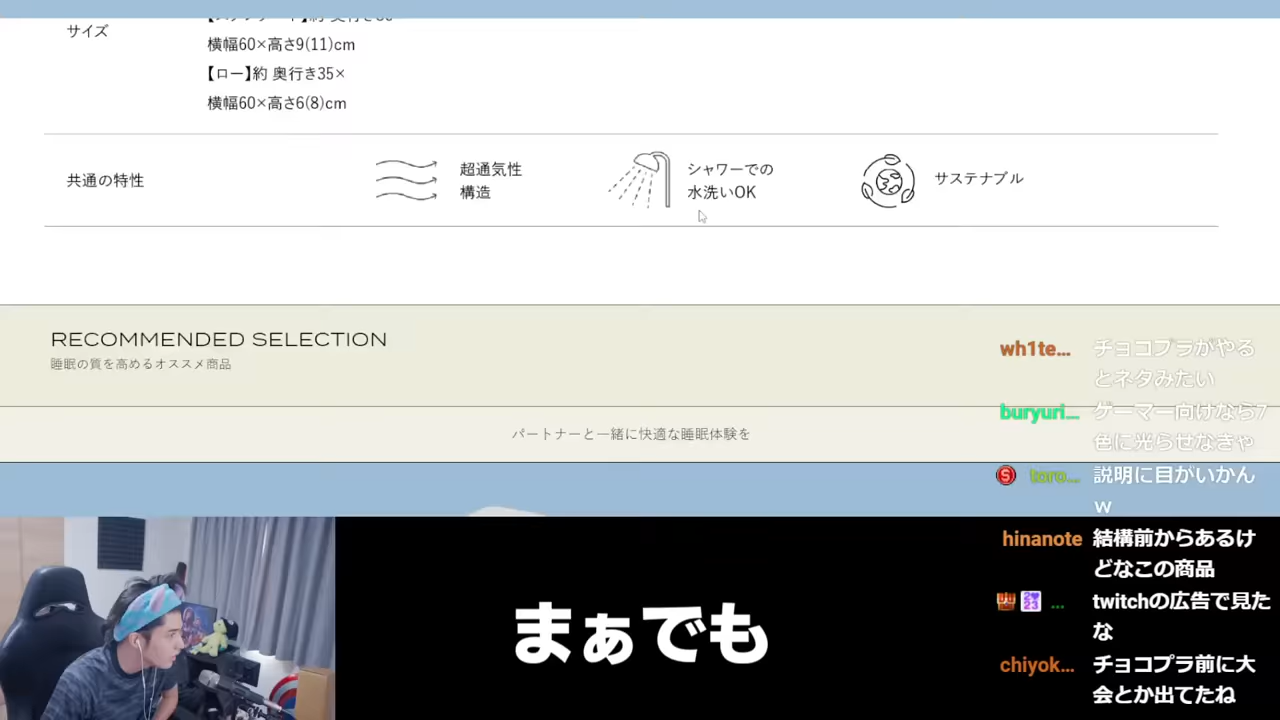 サイズ
横幅60×高さ9(11)cm
【ロー】約 奥行き35×
横幅60×高さ6(8)cm
共通の特性
超通気性
構造
シャワーでの
水洗いOK
サステナブル
RECOMMENDED SELECTION
睡眠の質を高めるオススメ商品
パートナーと一緒に快適な睡眠体験を
wh1te... チョコプラがやる
とネタみたい
buryuri... ゲーマー向けなら7
色に光らせなきゃ
S toro... 説明に目がいかん
w
hinanote 結構前からあるけ
どなこの商品
... twitchの広告で見た
な
chiyok... チョコプラ前に大
会とか出てたね
まぁでも